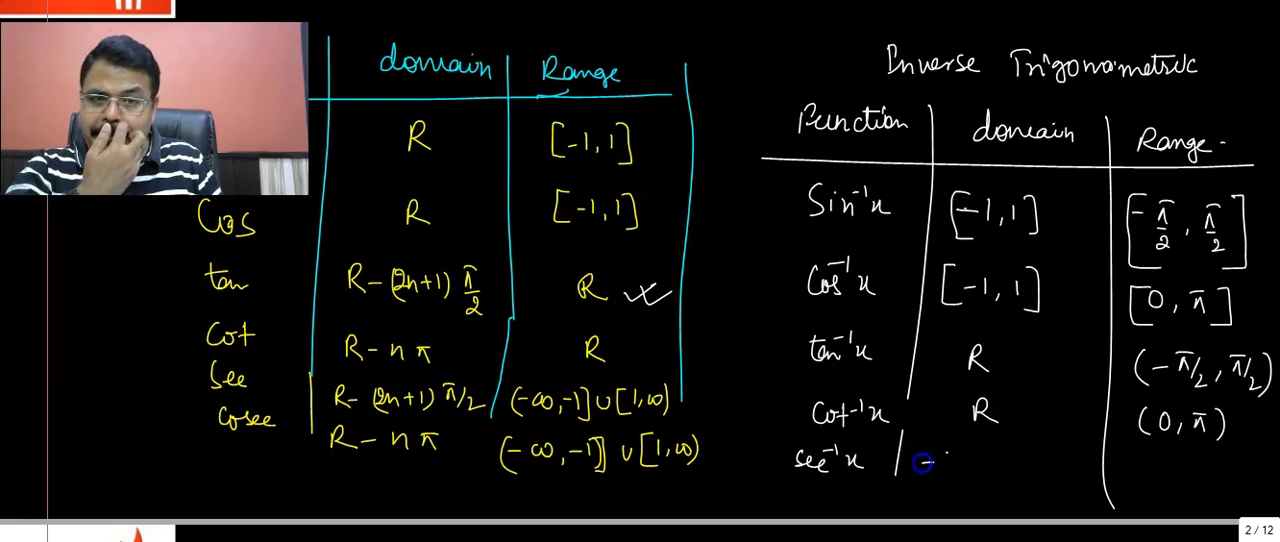 domain Range
R [-1, 1]
Cos R [-1, 1]
tan R - (2n+1) π/2 R
Cot R - nπ R
Sec R - (2n+1) π/2 (-∞, -1] ∪ [1, ∞)
Cosec R - nπ (-∞, -1] ∪ [1, ∞)
Inverse Trigonometric
Function domain Range -
Sin⁻¹x [-1, 1] [-π/2, π/2]
Cos⁻¹x [-1, 1] [0, π]
tan⁻¹x R (-π/2, π/2)
Cot⁻¹x R (0, π)
Sec⁻¹x -
2 / 12